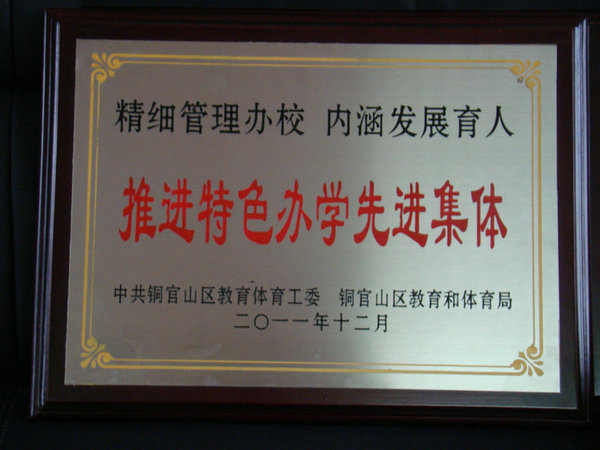 精细管理办校 内涵发展育人
推进特色办学先进集体
中共铜官山区教育体育工委 铜官山区教育和体育局
二〇一一年十二月